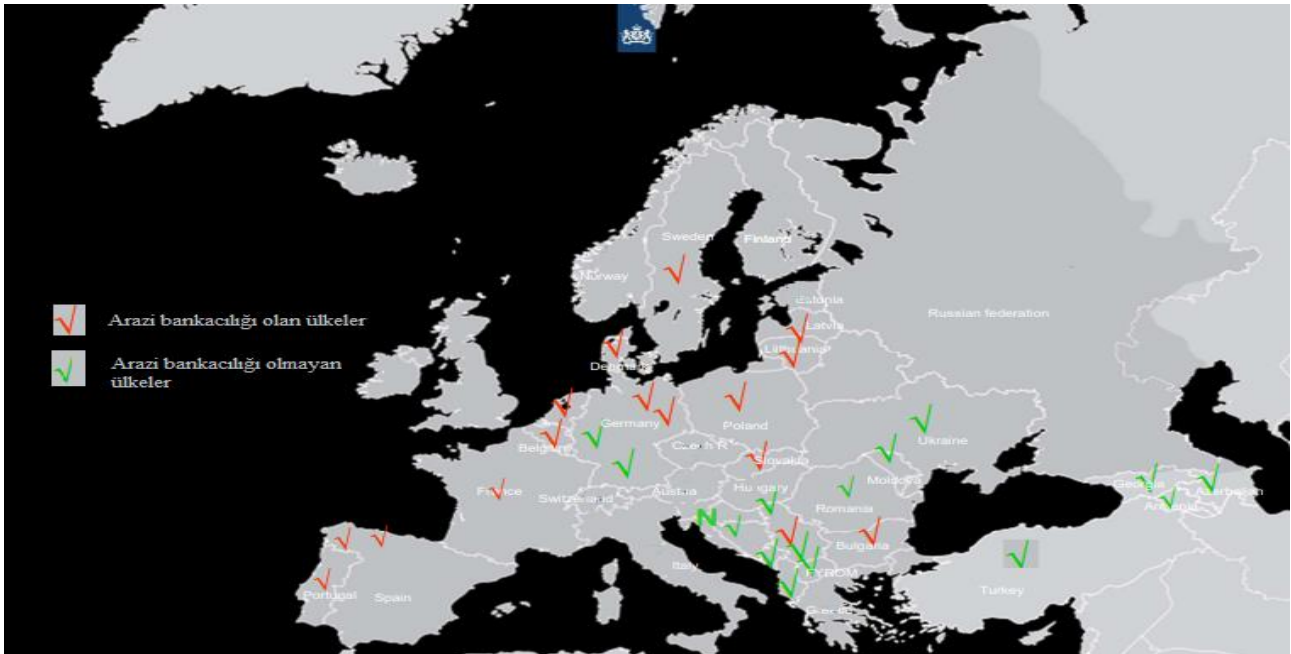 Sweden
Finland
Norway
Estonia
Latvia
Lithuania
Russian federation
Arazi bankacılığı olan ülkeler
Arazi bankacılığı olmayan
ülkeler
Denmark
Germany
Poland
Belgium
Czech R
Slovakia
Ukraine
France
Switzerland
Austria
Hungary
Moldova
Romania
Georgia
Azerbaijan
Armenia
N
Italy
Bulgaria
FYROM
Portugal
Spain
Turkey
Greece